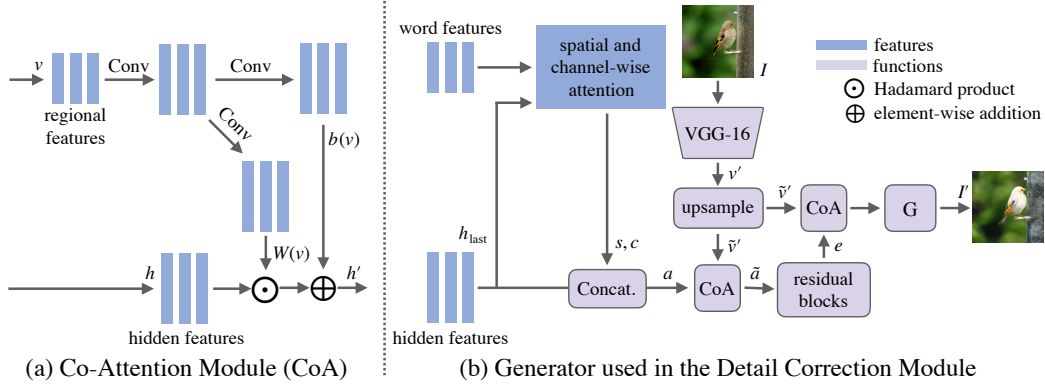 v
Conv
Conv
regional
features
Conv
b(v)
W(v)
h
h′
hidden features
(a) Co-Attention Module (CoA)
word features
spatial and
channel-wise
attention
I
features
functions
Hadamard product
element-wise addition
VGG-16
v′
upsample
ṽ′
CoA
G
I′
h_last
s, c
ṽ′
e
Concat.
a
CoA
ã
residual
blocks
hidden features
(b) Generator used in the Detail Correction Module